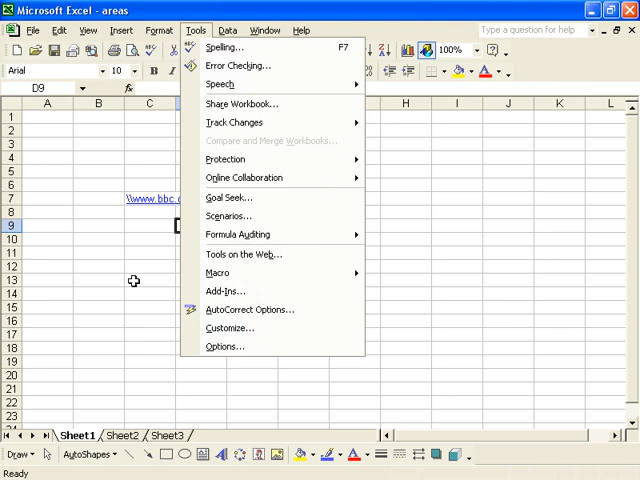 Microsoft Excel - areas
File Edit View Insert Format Tools Data Window Help
Type a question for help
100%
Arial 10 B I
D9 fx
A B C H I J K L
1
2
3
4
5
6
7 \\www.bbc.
8
9
10
11
12
13
14
15
16
17
18
19
20
21
22
23
Spelling... F7
Error Checking...
Speech
Share Workbook...
Track Changes
Compare and Merge Workbooks...
Protection
Online Collaboration
Goal Seek...
Scenarios...
Formula Auditing
Tools on the Web...
Macro
Add-Ins...
AutoCorrect Options...
Customize...
Options...
Sheet1 Sheet2 Sheet3
Draw AutoShapes
Ready